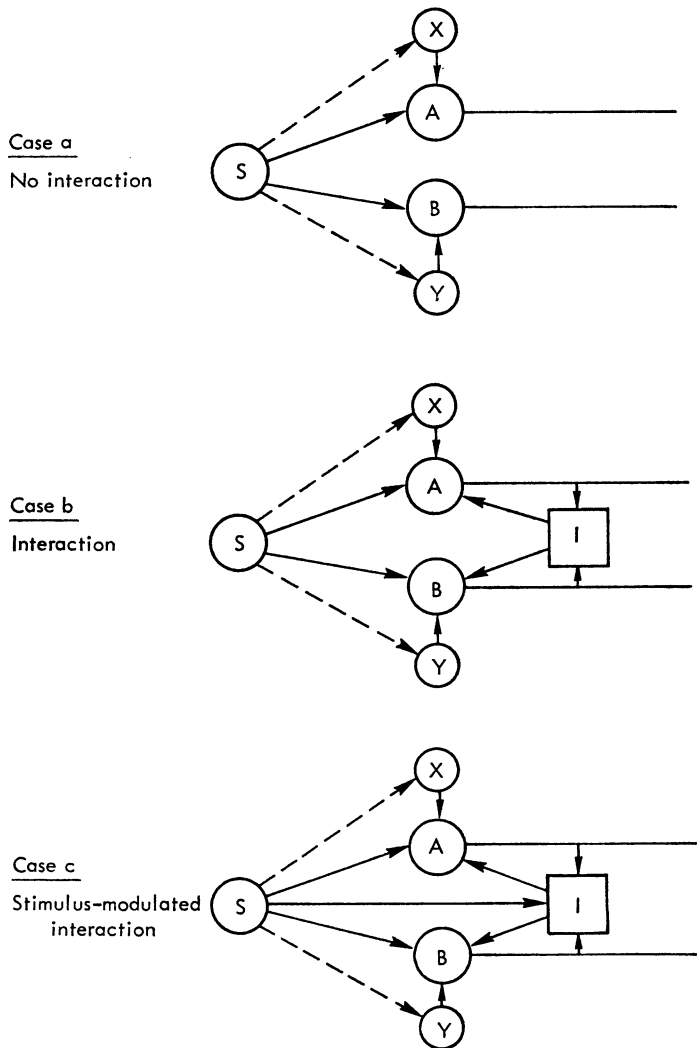 X
A
Case a
S
No interaction
B
Y
X
A
Case b
I
S
Interaction
B
Y
X
A
Case c
S
I
Stimulus-modulated
interaction
B
Y